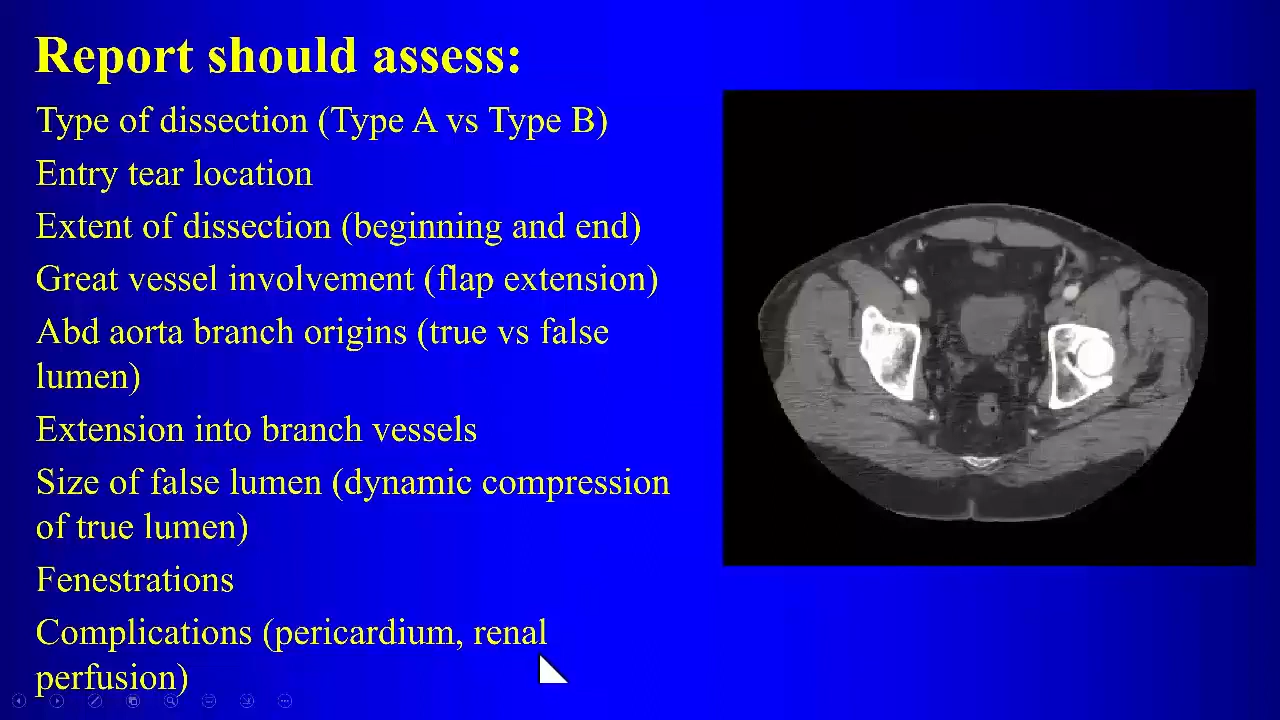 Report should assess:
Type of dissection (Type A vs Type B)
Entry tear location
Extent of dissection (beginning and end)
Great vessel involvement (flap extension)
Abd aorta branch origins (true vs false
lumen)
Extension into branch vessels
Size of false lumen (dynamic compression
of true lumen)
Fenestrations
Complications (pericardium, renal
perfusion)